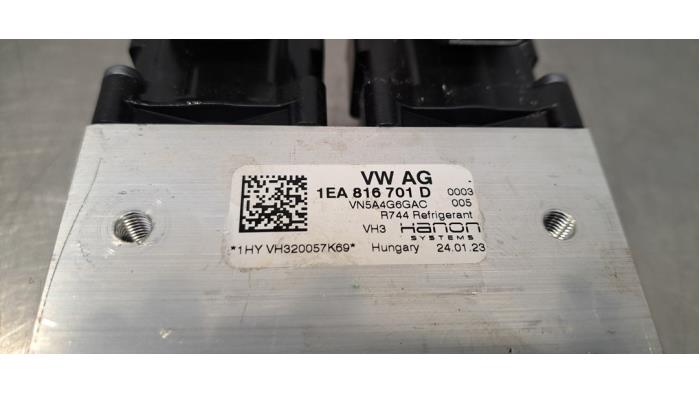 VW AG
1EA 816 701 D 0003
VN5A4G6GAC 005
R744 Refrigerant
VH3 Hanon
SYSTEMS
*1HY VH320057K69* Hungary 24.01.23